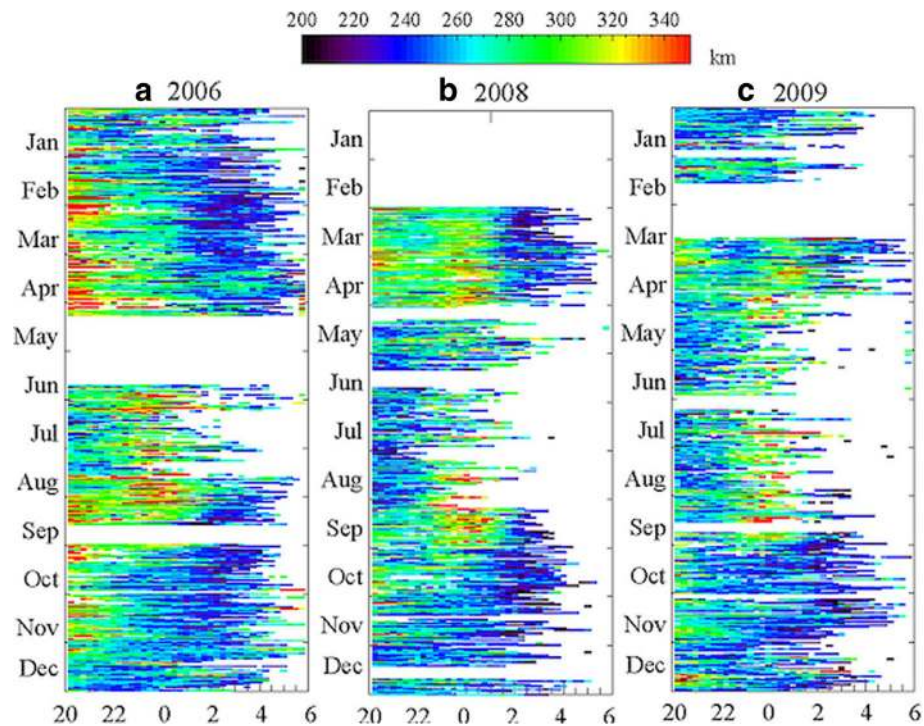 200 220 240 260 280 300 320 340
km
a 2006
b 2008
c 2009
Jan
Feb
Mar
Apr
May
Jun
Jul
Aug
Sep
Oct
Nov
Dec
20 22 0 2 4 6
Jan
Feb
Mar
Apr
May
Jun
Jul
Aug
Sep
Oct
Nov
Dec
20 22 0 2 4 6
Jan
Feb
Mar
Apr
May
Jun
Jul
Aug
Sep
Oct
Nov
Dec
20 22 0 2 4 6